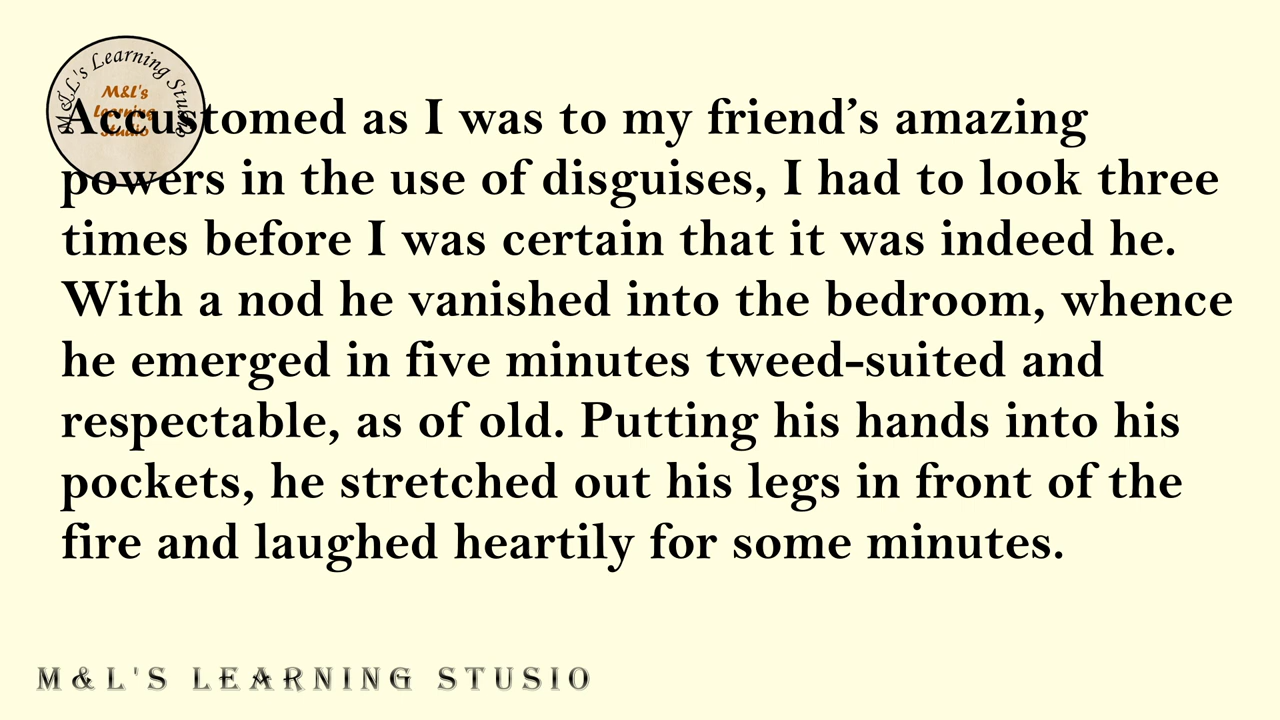 M&L's Learning Studio
M&L's
Learning
Studio
Accustomed as I was to my friend’s amazing
powers in the use of disguises, I had to look three
times before I was certain that it was indeed he.
With a nod he vanished into the bedroom, whence
he emerged in five minutes tweed-suited and
respectable, as of old. Putting his hands into his
pockets, he stretched out his legs in front of the
fire and laughed heartily for some minutes.
M&L'S LEARNING STUSIO